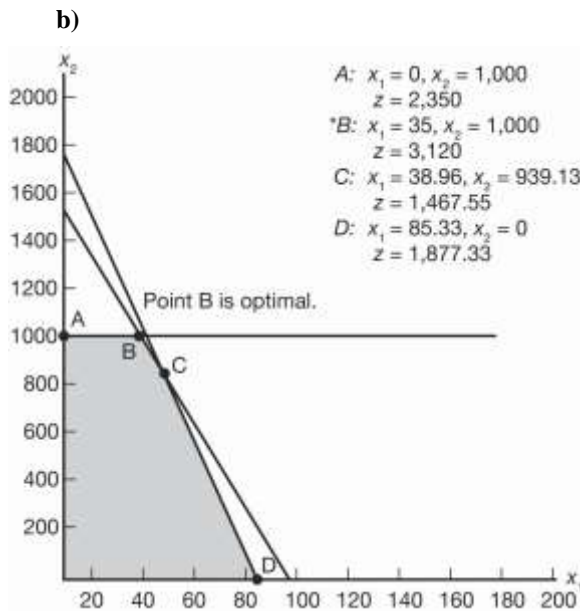 b)
x₂
A: x₁ = 0, x₂ = 1,000
z = 2,350
*B: x₁ = 35, x₂ = 1,000
z = 3,120
C: x₁ = 38.96, x₂ = 939.13
z = 1,467.55
D: x₁ = 85.33, x₂ = 0
z = 1,877.33
2000
1800
1600
1400
1200
1000
800
600
400
200
Point B is optimal.
A
B
C
D
x
20 40 60 80 100 120 140 160 180 200